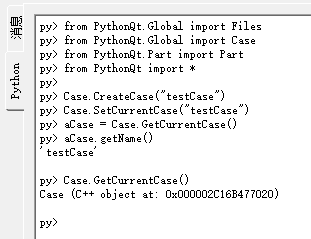 消息
Python
py> from PythonQt.Global import Files
py> from PythonQt.Global import Case
py> from PythonQt.Part import Part
py> from PythonQt import *
py>
py> Case.CreateCase("testCase")
py> Case.SetCurrentCase("testCase")
py> aCase = Case.GetCurrentCase()
py> aCase.getName()
'testCase'
py> Case.GetCurrentCase()
Case (C++ object at: 0x000002C16B477020)
py>